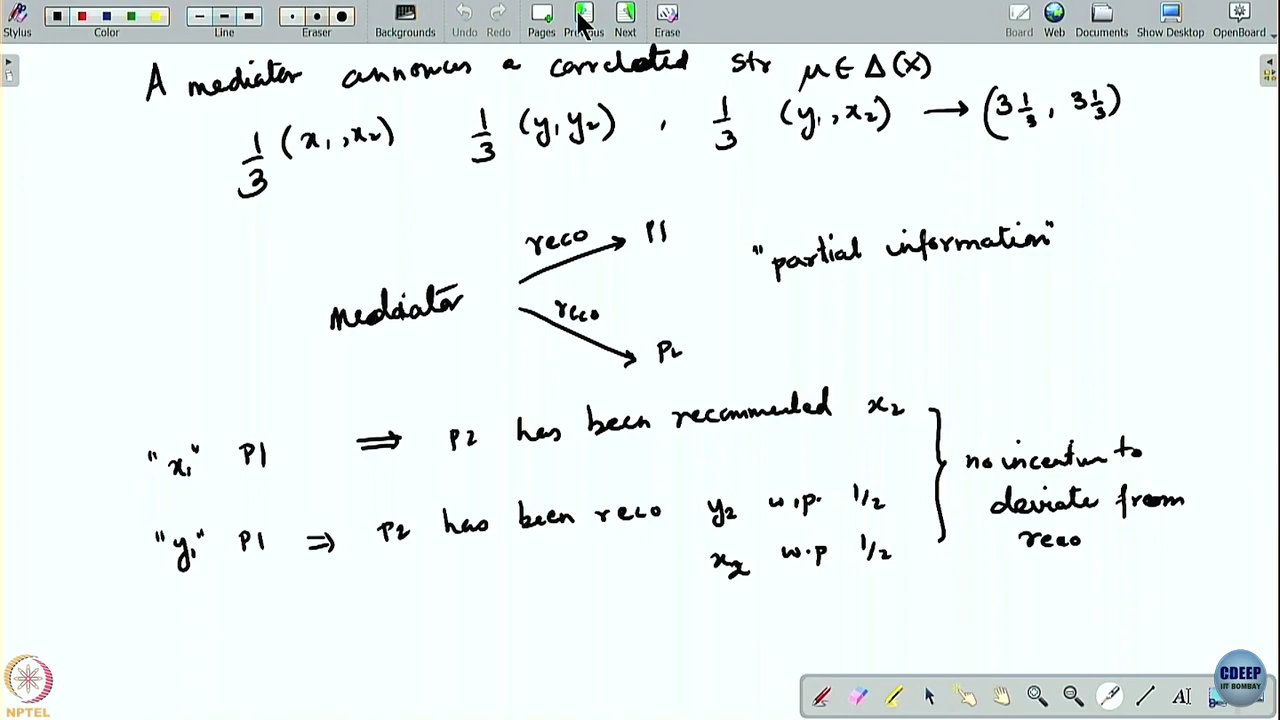 Stylus
Color
Line
Eraser
Backgrounds
Undo
Redo
Pages
Previous
Next
Erase
Board
Web
Documents
Show Desktop
OpenBoard
A mediator announces a correlated str μ ∈ Δ(X)
1/3 (x₁, x₂) 1/3 (y₁ y₂) , 1/3 (y₁, x₂) → (3 1/3, 3 1/3)
reco P1
"partial information"
Mediator
reco
P2
"x₁" P1 ⇒ P2 has been recommended x₂
"y₁" P1 ⇒ P2 has been reco y₂ w.p. 1/2
x₂ w.p 1/2
no incentive to
deviate from
reco
NPTEL
CDEEP
IIT BOMBAY